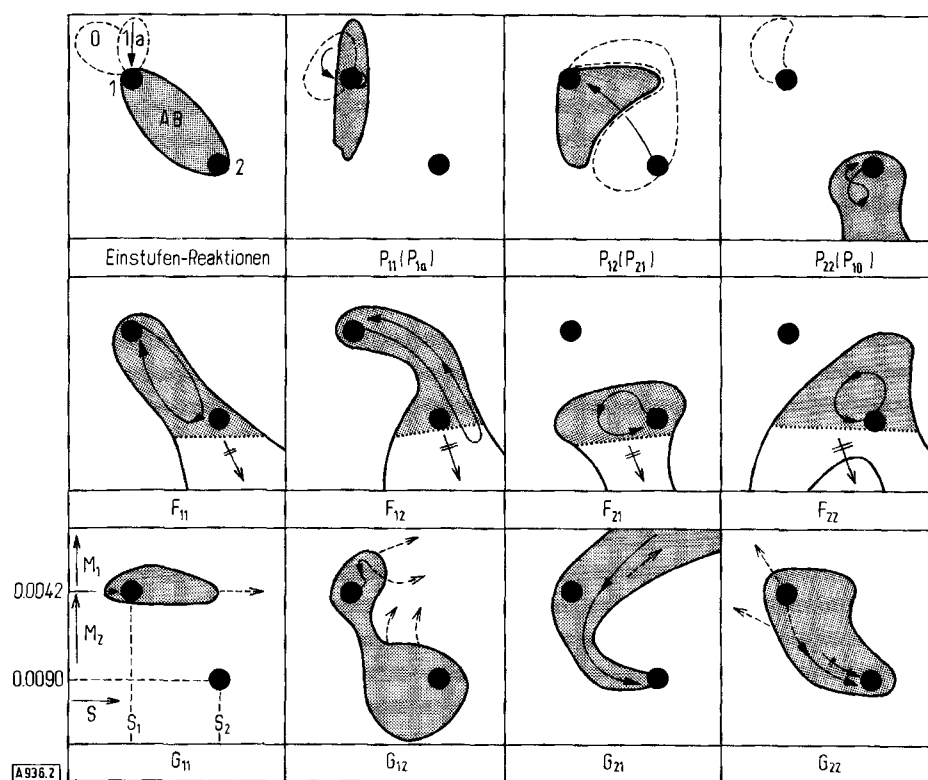 0 1a
1
AB
2
Einstufen-Reaktionen P₁₁(P₁ₐ) P₁₂(P₂₁) P₂₂(P₁₀)
F₁₁ F₁₂ F₂₁ F₂₂
M₁
0.0042
M₂
0.0090
S
S₁ S₂
G₁₁ G₁₂ G₂₁ G₂₂
A936.2